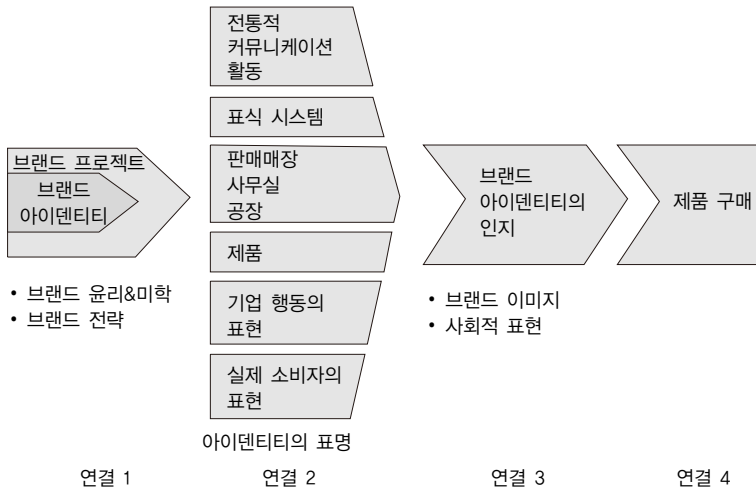 브랜드 프로젝트
브랜드
아이덴티티
• 브랜드 윤리&미학
• 브랜드 전략
전통적
커뮤니케이션
활동
표식 시스템
판매매장
사무실
공장
제품
기업 행동의
표현
실제 소비자의
표현
아이덴티티의 표명
브랜드
아이덴티티의
인지
• 브랜드 이미지
• 사회적 표현
제품 구매
연결 1
연결 2
연결 3
연결 4